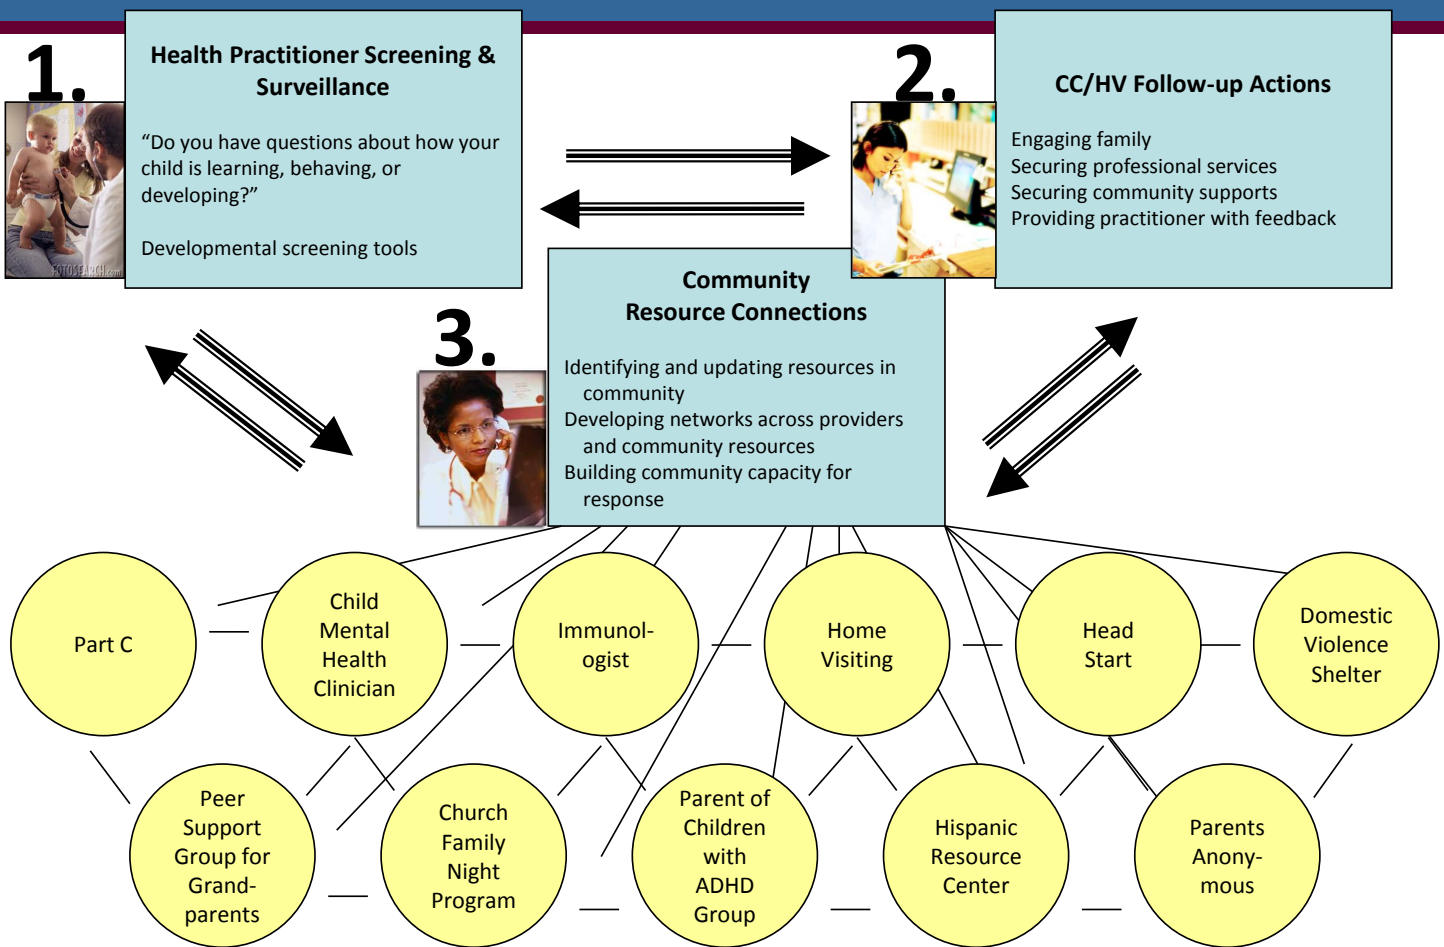 1.
Health Practitioner Screening &
Surveillance
“Do you have questions about how your
child is learning, behaving, or
developing?”
Developmental screening tools
FOTOSEARCH.com
2.
CC/HV Follow-up Actions
Engaging family
Securing professional services
Securing community supports
Providing practitioner with feedback
3.
Community
Resource Connections
Identifying and updating resources in
community
Developing networks across providers
and community resources
Building community capacity for
response
Part C
Child
Mental
Health
Clinician
Immunol-
ogist
Home
Visiting
Head
Start
Domestic
Violence
Shelter
Peer
Support
Group for
Grand-
parents
Church
Family
Night
Program
Parent of
Children
with
ADHD
Group
Hispanic
Resource
Center
Parents
Anony-
mous